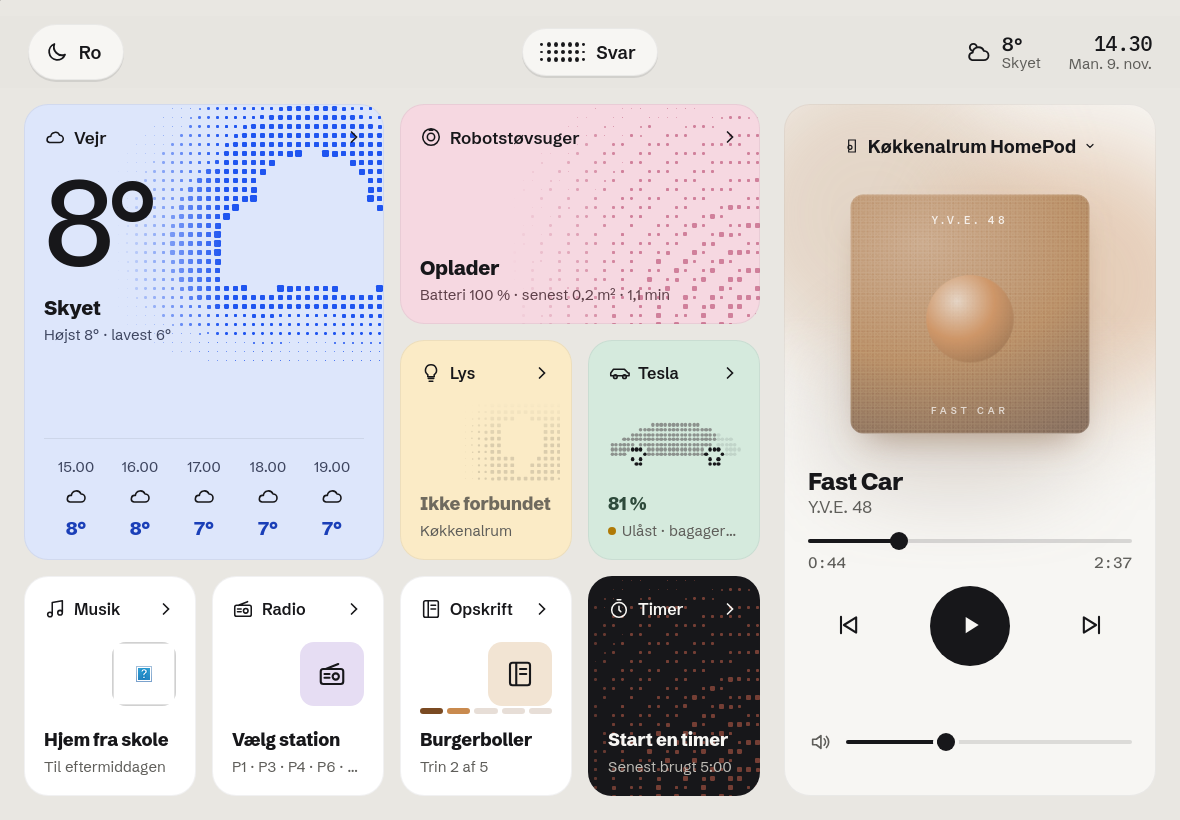 Ro
Svar
8°
Skyet
14.30
Man. 9. nov.
Vejr
8°
Skyet
Højst 8° · lavest 6°
15.00 16.00 17.00 18.00 19.00
8° 8° 7° 7° 7°
Robotstøvsuger
Oplader
Batteri 100 % · senest 0,2 m² · 1,1 min
Lys
Ikke forbundet
Køkkenalrum
Tesla
81 %
Ulåst · bagager…
Musik
Hjem fra skole
Til eftermiddagen
Radio
Vælg station
P1 · P3 · P4 · P6 · …
Opskrift
Burgerboller
Trin 2 af 5
Timer
Start en timer
Senest brugt 5:00
Køkkenalrum HomePod
Y.V.E. 48
FAST CAR
Fast Car
Y.V.E. 48
0:44 2:37